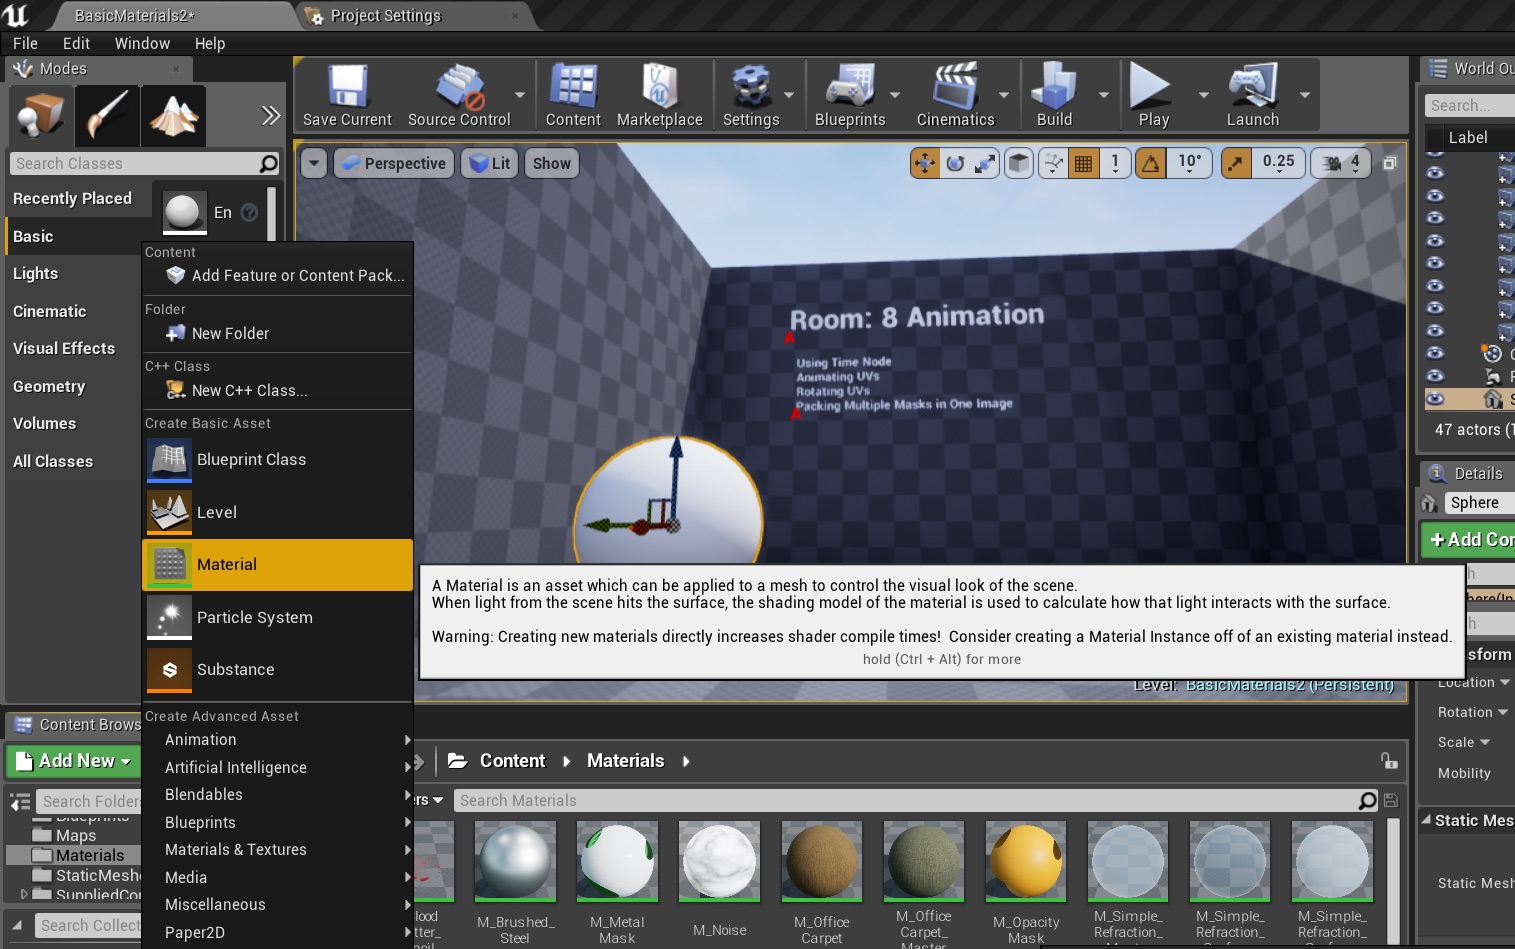 BasicMaterials2*
Project Settings
File Edit Window Help
Modes
Save Current
Source Control
Content
Marketplace
Settings
Blueprints
Cinematics
Build
Play
Launch
World Ou
Search...
Label
Search Classes
Perspective
Lit
Show
1
10°
0.25
4
Recently Placed
En
Basic
Lights
Cinematic
Visual Effects
Geometry
Volumes
All Classes
Content
Add Feature or Content Pack...
Folder
New Folder
C++ Class
New C++ Class...
Create Basic Asset
Blueprint Class
Level
Material
Particle System
Substance
Create Advanced Asset
Animation
Artificial Intelligence
Blendables
Blueprints
Materials & Textures
Media
Miscellaneous
Paper2D
Room: 8 Animation
Using Time Node
Animating UVs
Rotating UVs
Packing Multiple Masks in One Image
A Material is an asset which can be applied to a mesh to control the visual look of the scene.
When light from the scene hits the surface, the shading model of the material is used to calculate how that light interacts with the surface.
Warning: Creating new materials directly increases shader compile times! Consider creating a Material Instance off of an existing material instead.
hold (Ctrl + Alt) for more
Level: BasicMaterials2 (Persistent)
47 actors (1
Details
Sphere
+Add Con
sform
Location
Rotation
Scale
Mobility
Static Mes
Static Mesh
Content Brows
Add New
Search Folders
Blueprints
Maps
Materials
StaticMeshe
SuppliedCon
Search Collect
Content
Materials
ers
Search Materials
M_Brushed_
Steel
M_Metal
Mask
M_Noise
M_Office
Carpet
M_Office
Carpet_
Master
M_Opacity
Mask
M_Simple_
Refraction_
M_Simple_
Refraction_
M_Simple_
Refraction_